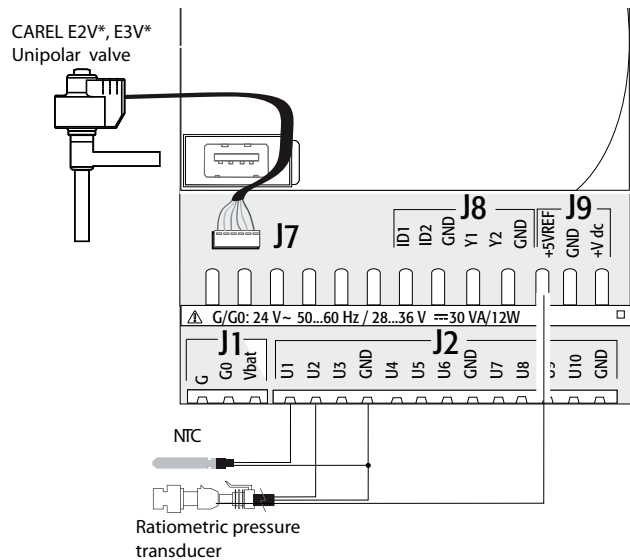 CAREL E2V*, E3V*
Unipolar valve
J7
J8
J9
ID1
ID2
GND
Y1
Y2
GND
+5VREF
GND
+V dc
G/G0: 24 V~ 50...60 Hz / 28...36 V ⎓30 VA/12W
J1
J2
G
G0
Vbat
U1
U2
U3
GND
U4
U5
U6
GND
U7
U8
U9
U10
GND
NTC
Ratiometric pressure
transducer